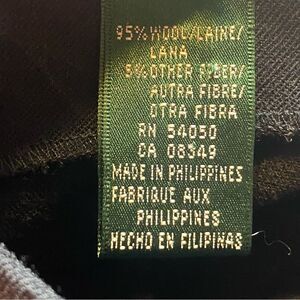 95% WOOL/LAINE/
LANA
5% OTHER FIBER/
AUTRA FIBRE/
OTRA FIBRA
RN 54050
CA 08349
MADE IN PHILIPPINES
FABRIQUE AUX
PHILIPPINES
HECHO EN FILIPINAS